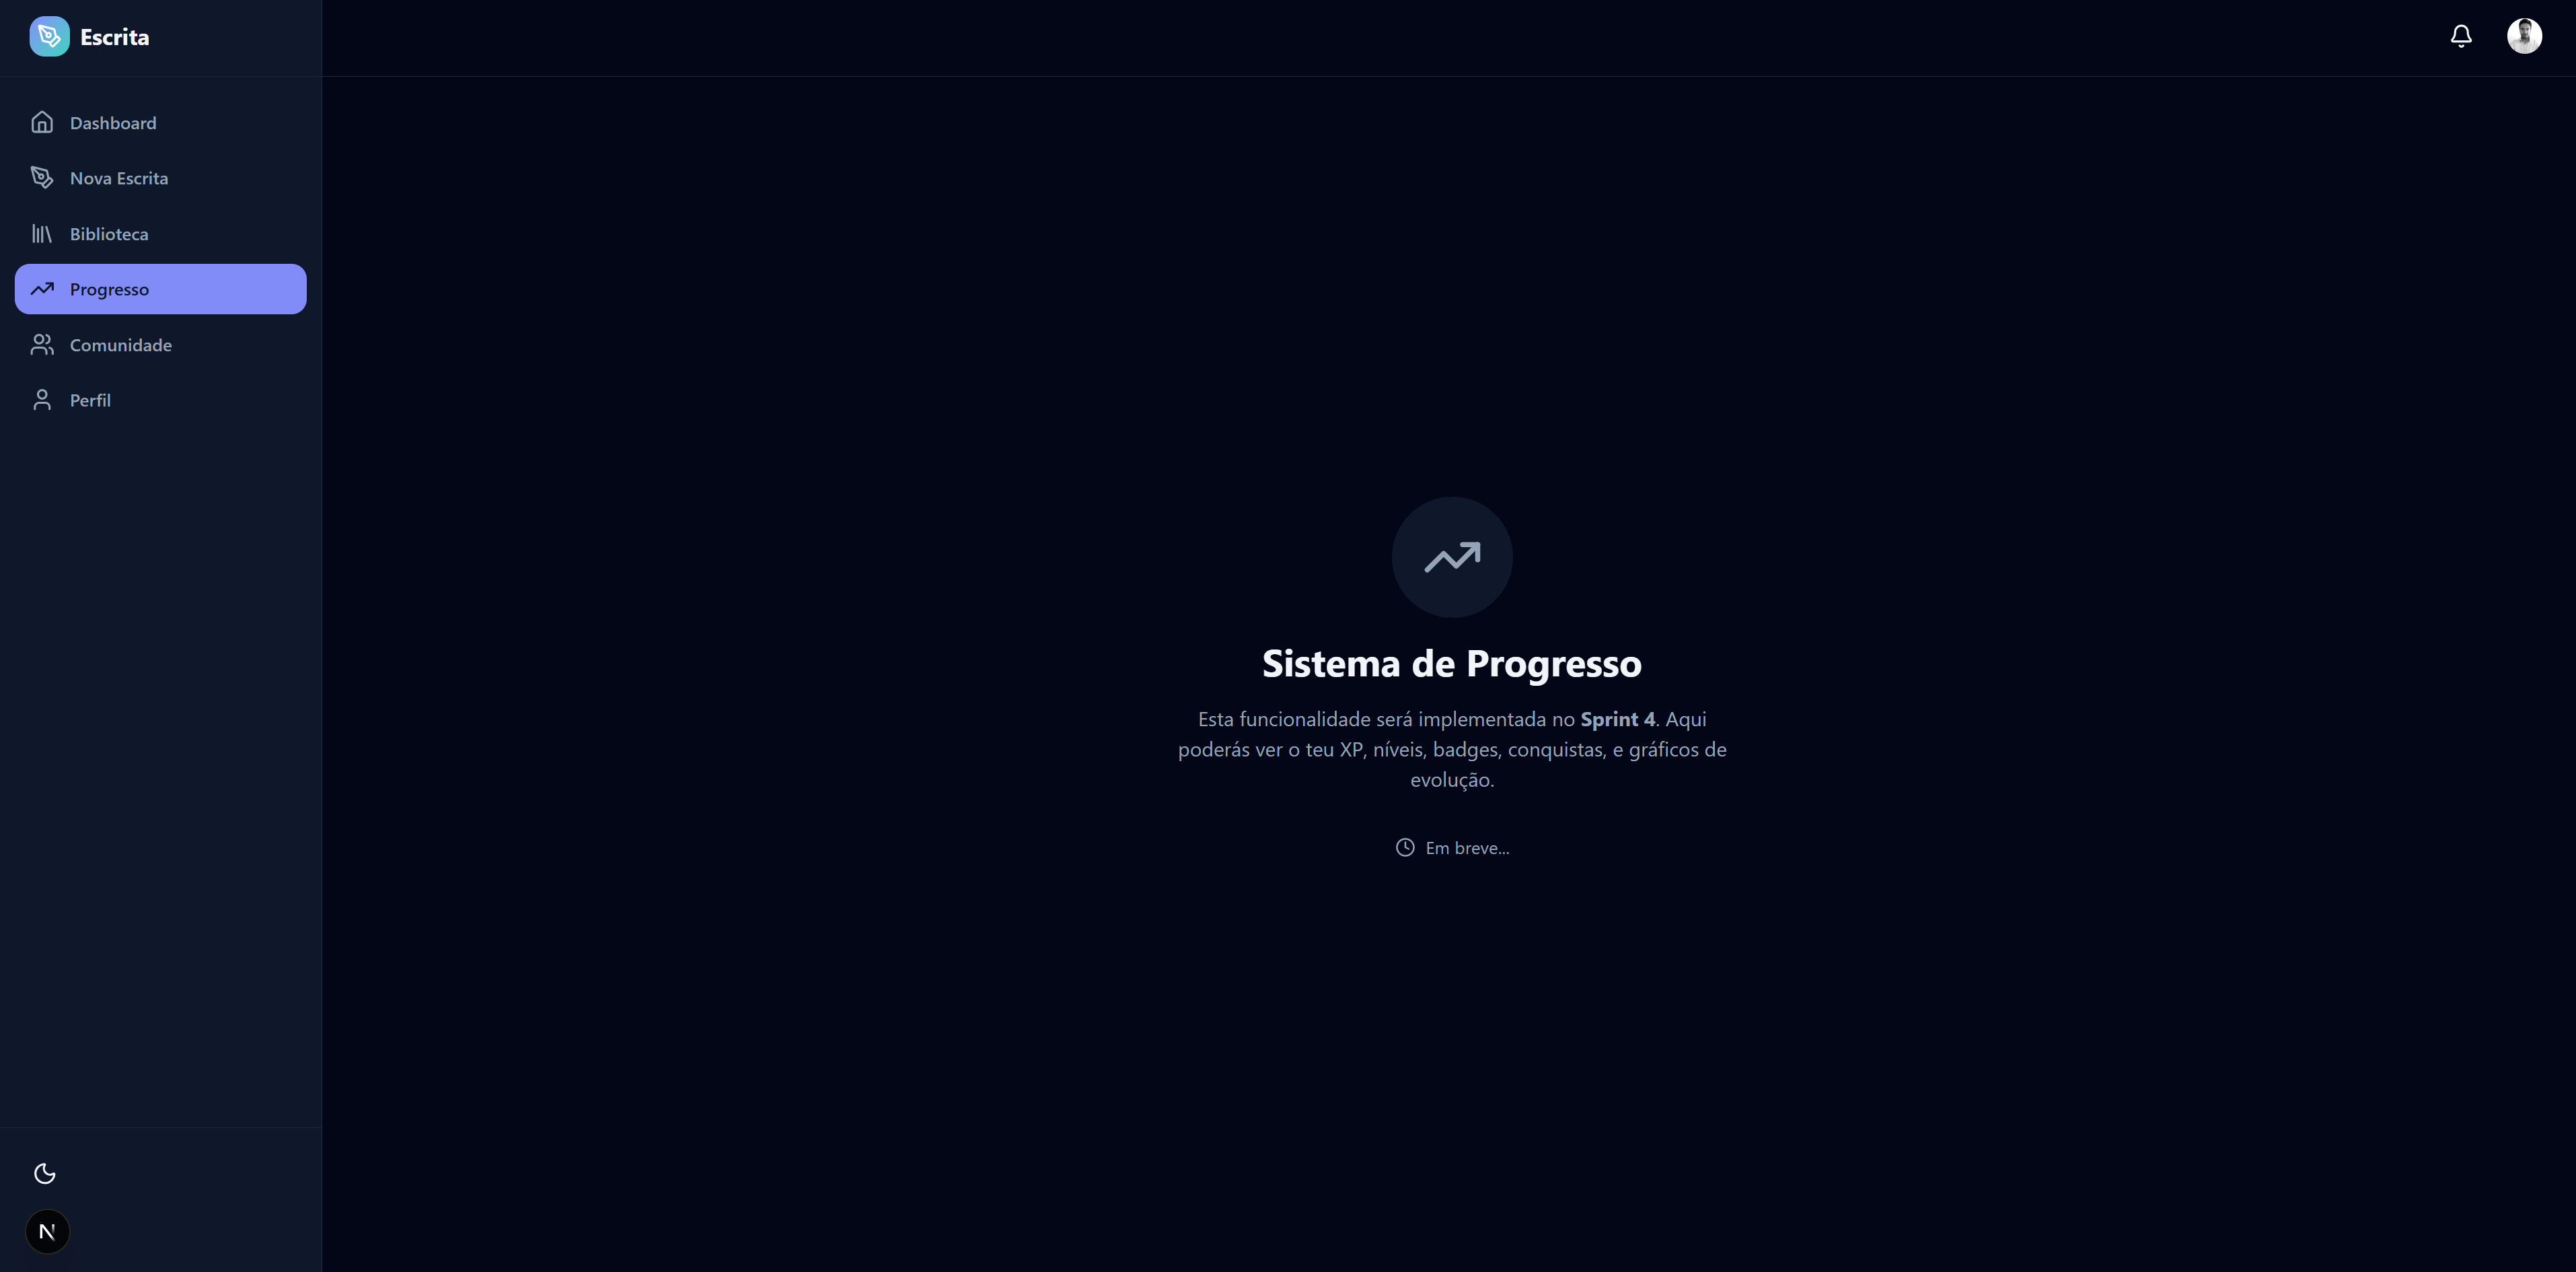 Escrita
Dashboard
Nova Escrita
Biblioteca
Progresso
Comunidade
Perfil
Sistema de Progresso
Esta funcionalidade será implementada no Sprint 4. Aqui
poderás ver o teu XP, níveis, badges, conquistas, e gráficos de
evolução.
Em breve...
N